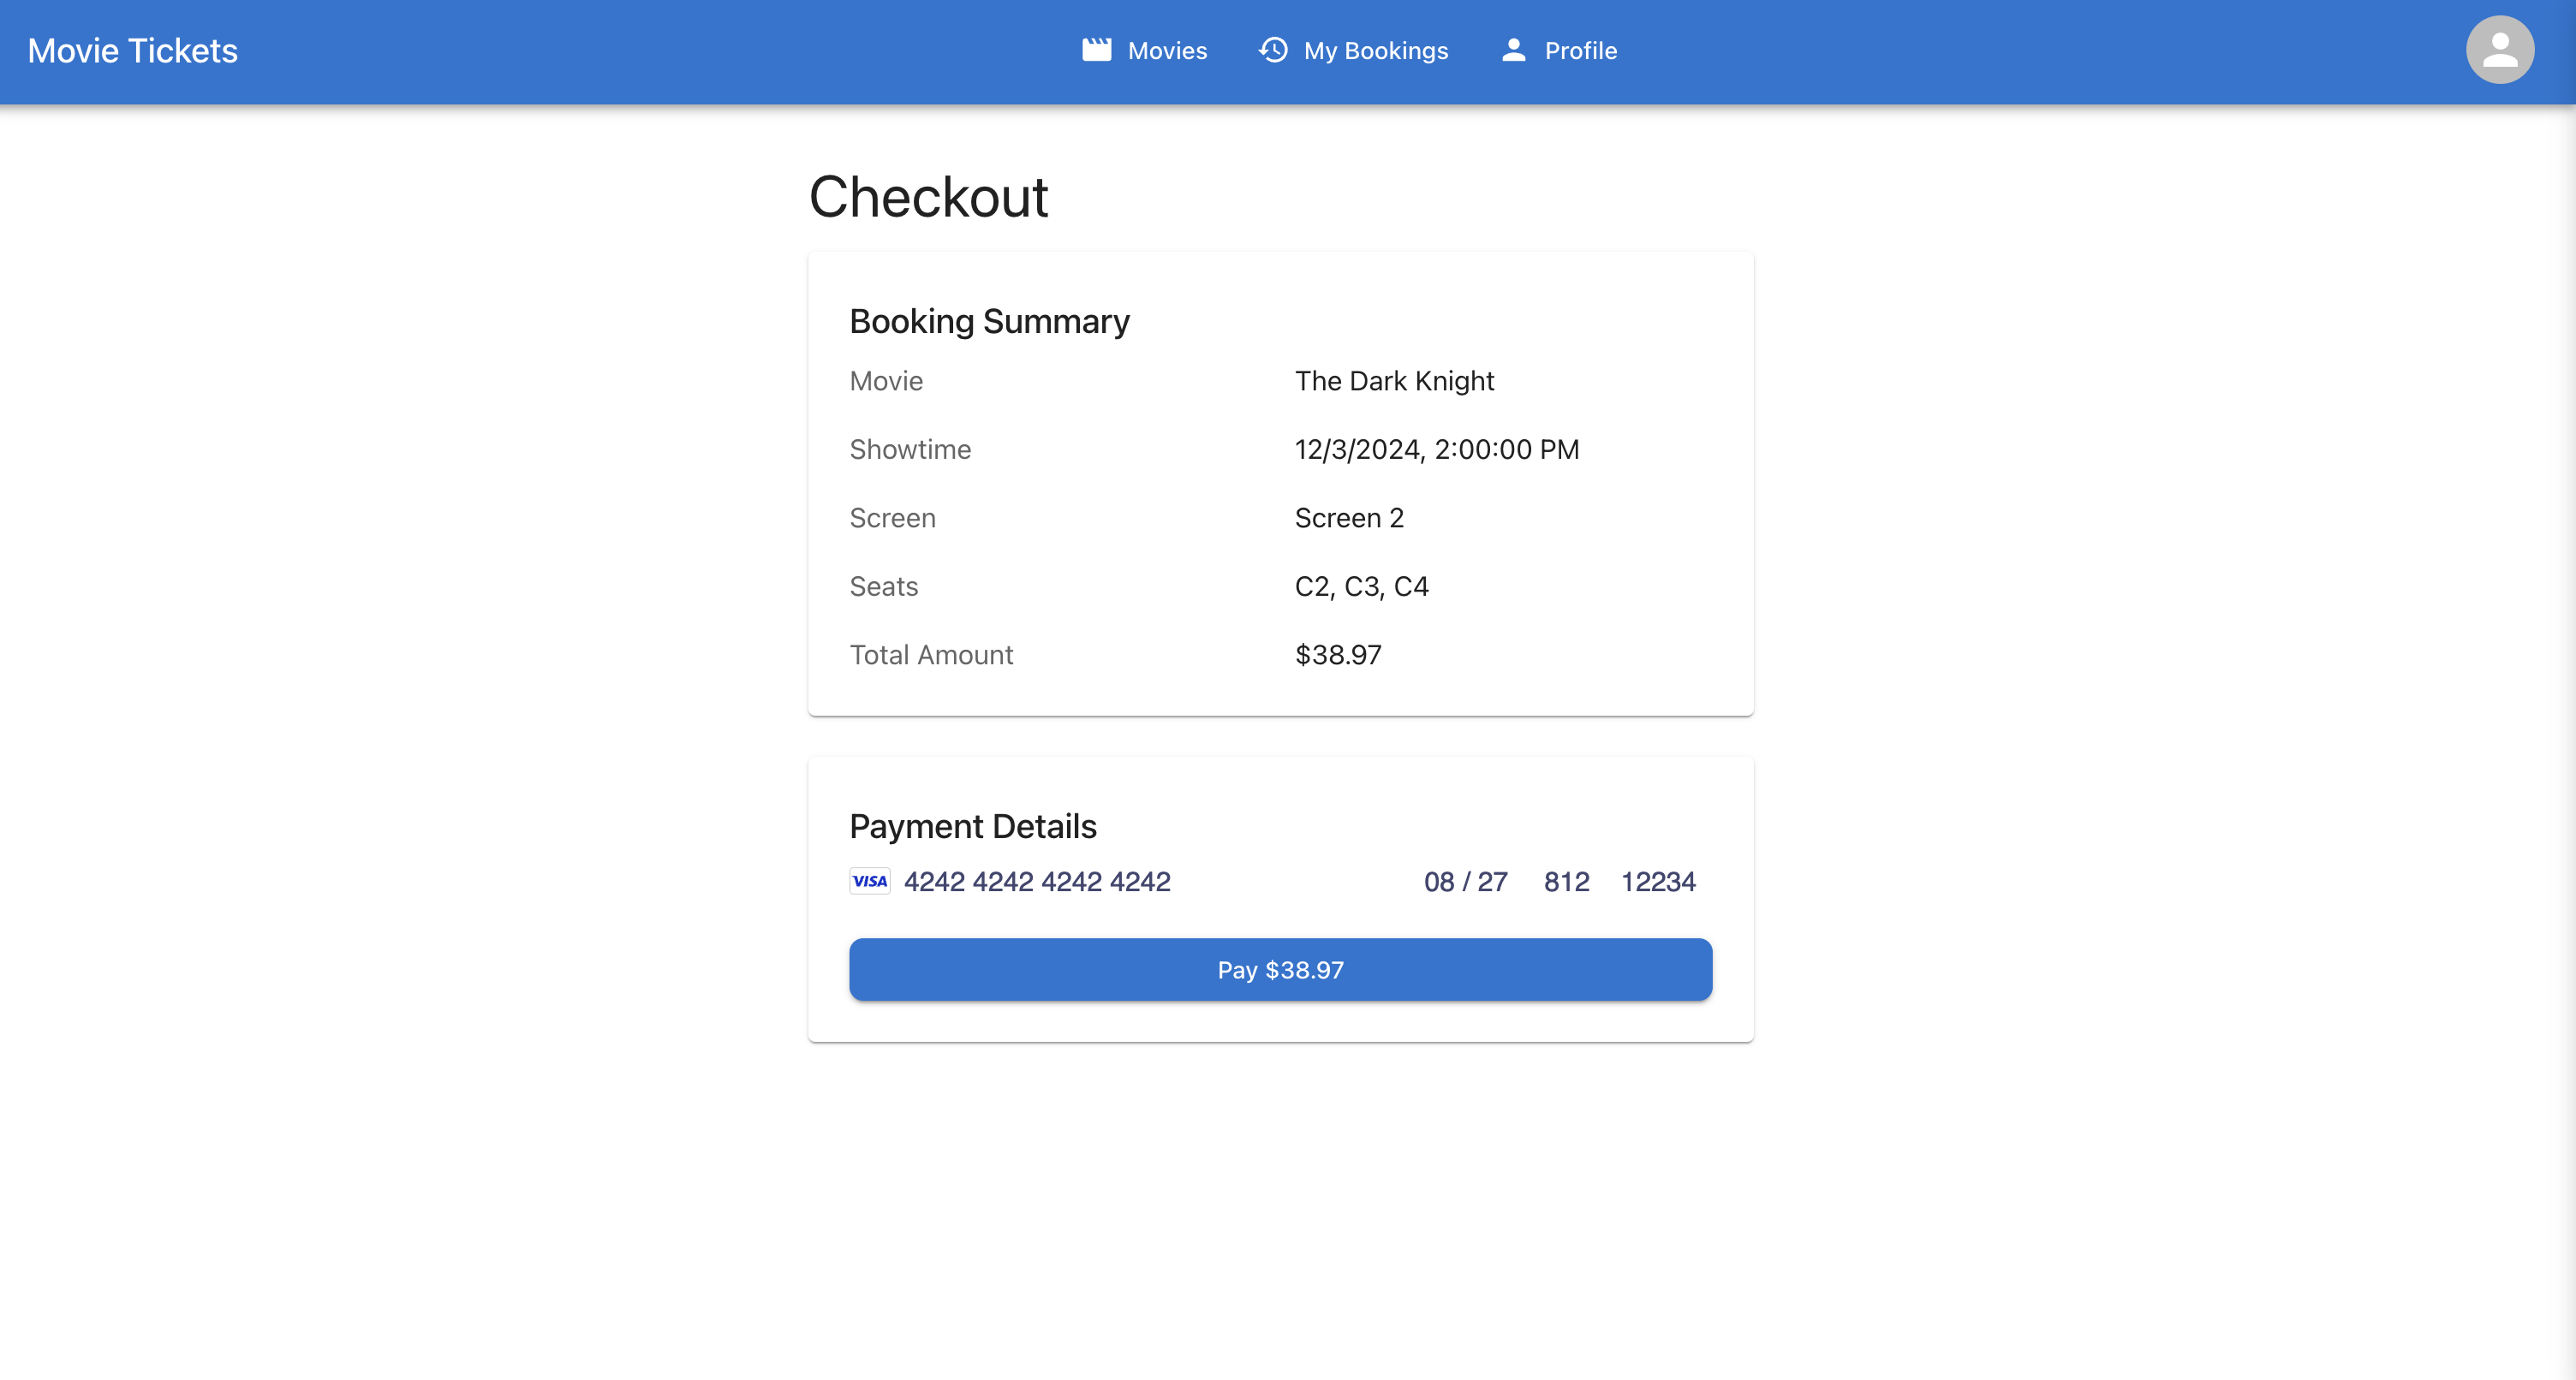 Movie Tickets Movies My Bookings Profile
Checkout
Booking Summary
Movie The Dark Knight
Showtime 12/3/2024, 2:00:00 PM
Screen Screen 2
Seats C2, C3, C4
Total Amount $38.97
Payment Details
VISA 4242 4242 4242 4242 08 / 27 812 12234
Pay $38.97